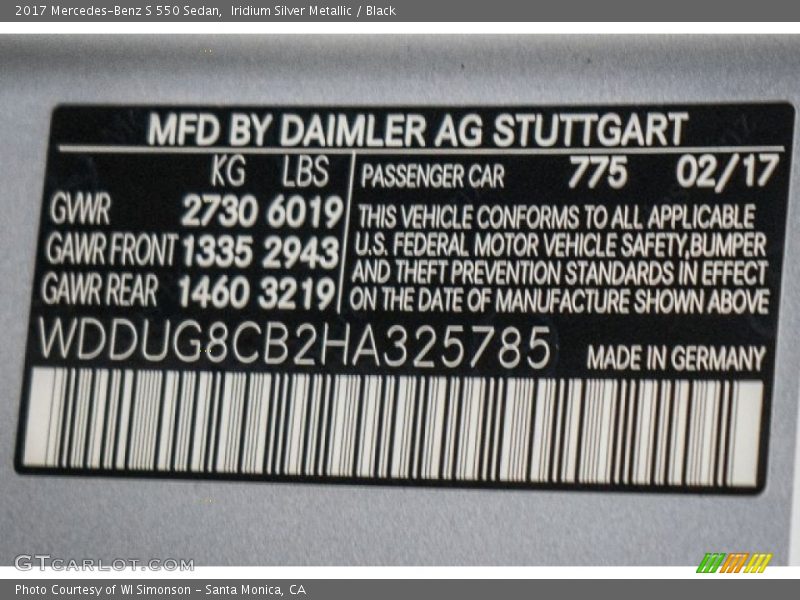 2017 Mercedes-Benz S 550 Sedan,  Iridium Silver Metallic / Black
MFD BY DAIMLER AG STUTTGART
KG LBS
GVWR 2730 6019
GAWR FRONT 1335 2943
GAWR REAR 1460 3219
PASSENGER CAR 775 02/17
THIS VEHICLE CONFORMS TO ALL APPLICABLE
U.S. FEDERAL MOTOR VEHICLE SAFETY,BUMPER
AND THEFT PREVENTION STANDARDS IN EFFECT
ON THE DATE OF MANUFACTURE SHOWN ABOVE
WDDUG8CB2HA325785 MADE IN GERMANY
GTCARLOT.COM
Photo Courtesy of WI Simonson - Santa Monica, CA